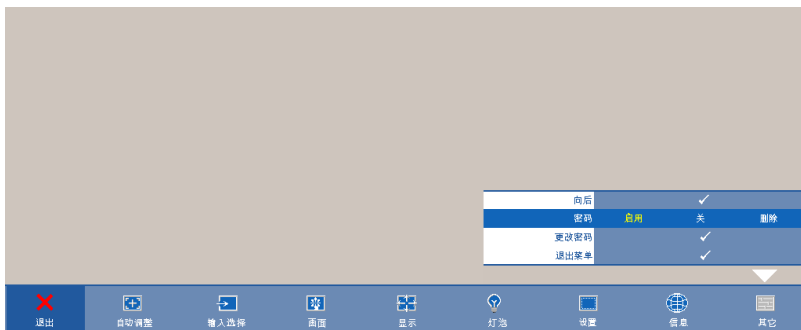 向后
密码 启用 关 删除
更改密码
退出菜单
退出 自动调整 输入选择 画面 显示 灯泡 设置 信息 其它